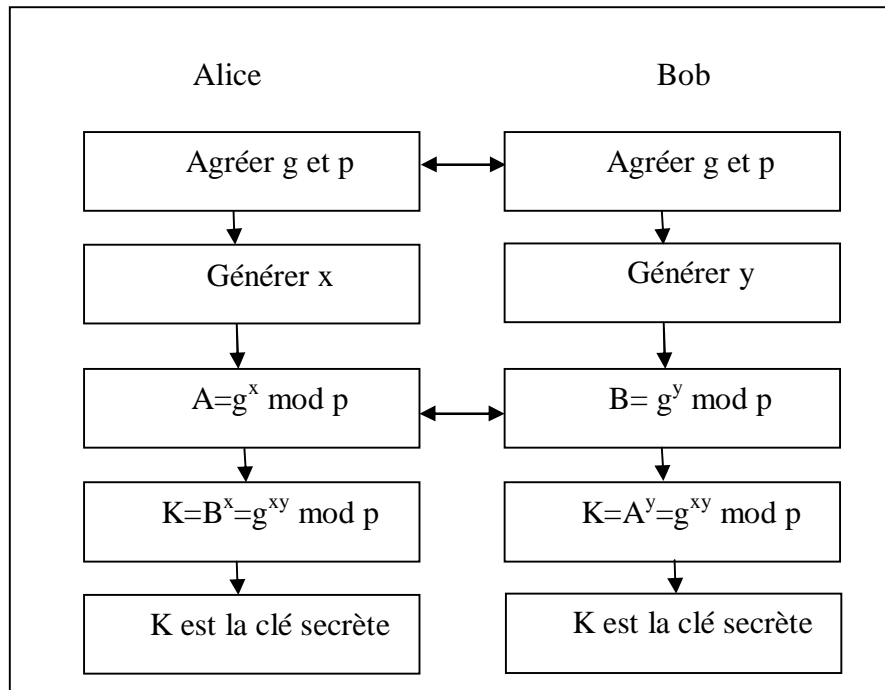 Alice
Bob
Agréer g et p
Agréer g et p
Générer x
Générer y
A=g^x mod p
B= g^y mod p
K=B^x=g^xy mod p
K=A^y=g^xy mod p
K est la clé secrète
K est la clé secrète